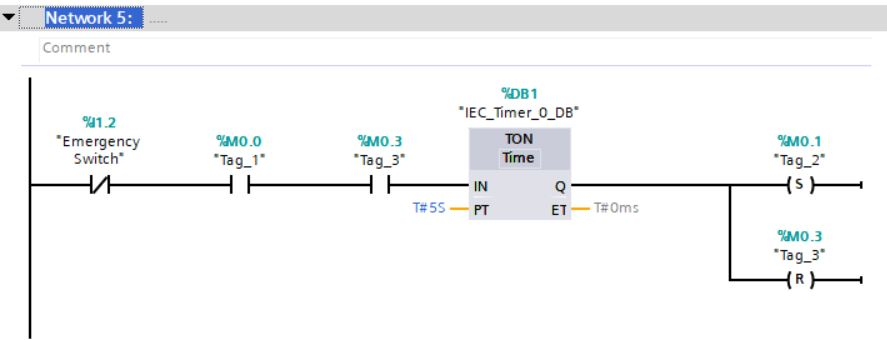 Network 5: .....
Comment
%DB1
"IEC_Timer_0_DB"
%I1.2
"Emergency
Switch"
%M0.0
"Tag_1"
%M0.3
"Tag_3"
TON
Time
%M0.1
"Tag_2"
IN
Q
S
T#5S
PT
ET
T#0ms
%M0.3
"Tag_3"
R